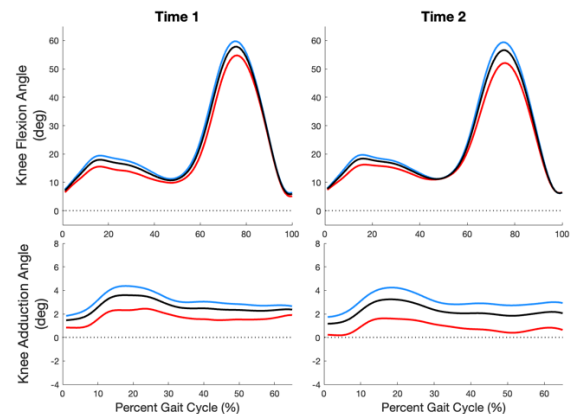 Time 1
Time 2
Knee Flexion Angle
(deg)
60
50
40
30
20
10
0
0 20 40 60 80 100
60
50
40
30
20
10
0
0 20 40 60 80 100
Knee Adduction Angle
(deg)
8
6
4
2
0
-2
-4
0 10 20 30 40 50 60
Percent Gait Cycle (%)
8
6
4
2
0
-2
-4
0 10 20 30 40 50 60
Percent Gait Cycle (%)